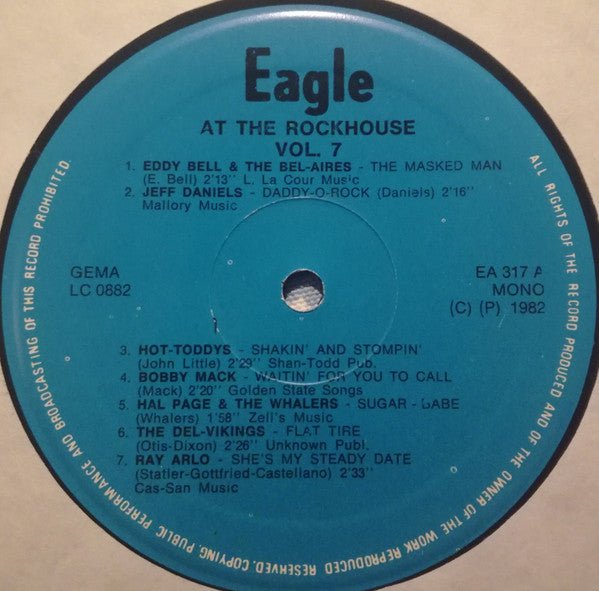 Eagle
AT THE ROCKHOUSE
VOL. 7
1. EDDY BELL & THE BEL-AIRES - THE MASKED MAN
(E. Bell) 2'13'' L. La Cour Music
2. JEFF DANIELS - DADDY-O-ROCK (Daniels) 2'16''
Mallory Music
GEMA
LC 0882
EA 317 A
MONO
(C) (P) 1982
3. HOT-TODDYS - SHAKIN' AND STOMPIN'
(John Little) 2'29'' Shan-Todd Pub.
4. BOBBY MACK - WAITIN' FOR YOU TO CALL
(Mack) 2'20'' Golden State Songs
5. HAL PAGE & THE WHALERS - SUGAR - BABE
(Whalers) 1'58'' Zell's Music
6. THE DEL-VIKINGS - FLAT TIRE
(Otis-Dixon) 2'26'' Unknown Publ.
7. RAY ARLO - SHE'S MY STEADY DATE
(Statler-Gottfried-Castellano) 2'33''
Cas-San Music
ALL RIGHTS OF THE RECORD PRODUCED AND OF THE OWNER OF THE WORK REPRODUCED RESERVED. COPYING, PUBLIC PERFORMANCE AND BROADCASTING OF THIS RECORD PROHIBITED.